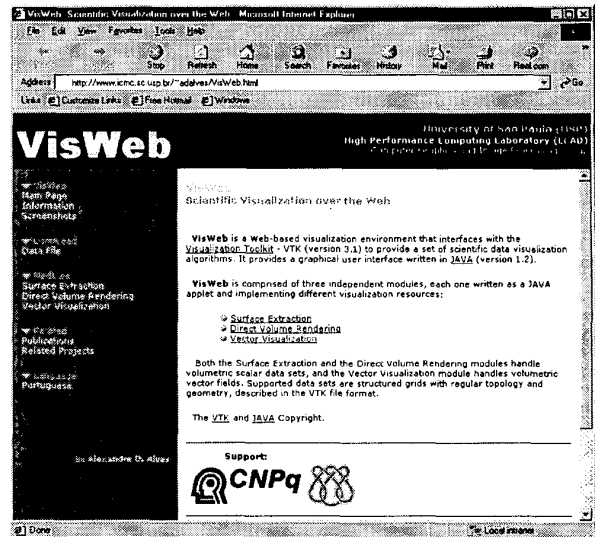 VisWeb: Scientific Visualization over the Web - Microsoft Internet Explorer
File Edit View Favorites Tools Help
Stop Refresh Home Search Favorites History Mail Print Real.com
Address http://www.icmc.sc.usp.br/~adalves/VisWeb.html Go
Links Customize Links Free Hotmail Windows
VisWeb
University of Sao Paulo (USP)
High Performance Computing Laboratory (LCAD)
VisWeb
Main Page
Information
Screenshots
Download
Data File
Modules
Surface Extraction
Direct Volume Rendering
Vector Visualization
Related
Publications
Related Projects
Language
Portuguese
by Alexandre D. Alves
VisWeb
Scientific Visualization over the Web
VisWeb is a Web-based visualization environment that interfaces with the
Visualization Toolkit - VTK (version 3.1) to provide a set of scientific data visualization
algorithms. It provides a graphical user interface written in JAVA (version 1.2).
VisWeb is comprised of three independent modules, each one written as a JAVA
applet and implementing different visualization resources:
Surface Extraction
Direct Volume Rendering
Vector Visualization
Both the Surface Extraction and the Direct Volume Rendering modules handle
volumetric scalar data sets, and the Vector Visualization module handles volumetric
vector fields. Supported data sets are structured grids with regular topology and
geometry, described in the VTK file format.
The VTK and JAVA Copyright.
Support:
CNPq
Done
Local intranet